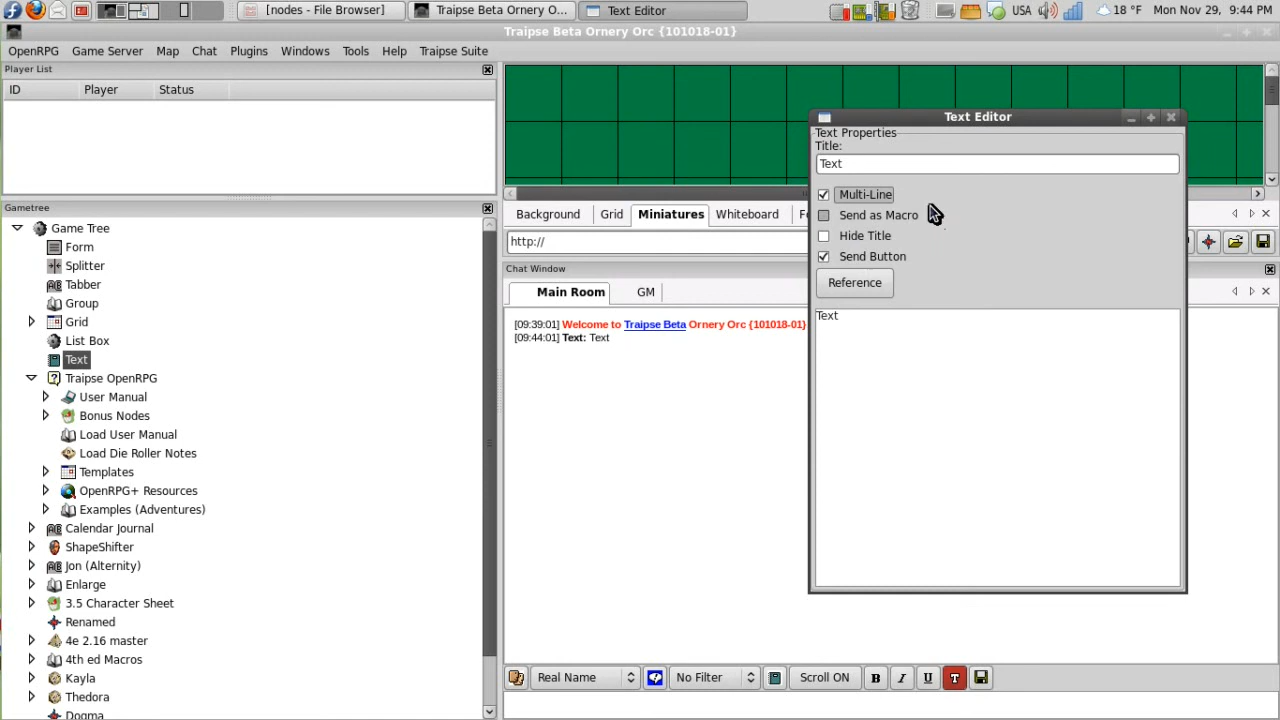 [nodes - File Browser]
Traipse Beta Ornery O...
Text Editor
USA
18 °F
Mon Nov 29, 9:44 PM
Traipse Beta Ornery Orc {101018-01}
OpenRPG Game Server Map Chat Plugins Windows Tools Help Traipse Suite
Player List
ID Player Status
Gametree
Game Tree
Form
Splitter
Tabber
Group
Grid
List Box
Text
Traipse OpenRPG
User Manual
Bonus Nodes
Load User Manual
Load Die Roller Notes
Templates
OpenRPG+ Resources
Examples (Adventures)
Calendar Journal
ShapeShifter
Jon (Alternity)
Enlarge
3.5 Character Sheet
Renamed
4e 2.16 master
4th ed Macros
Kayla
Thedora
Dogma
Background Grid Miniatures Whiteboard
http://
Chat Window
Main Room GM
[09:39:01] Welcome to Traipse Beta Ornery Orc {101018-01}
[09:44:01] Text: Text
Real Name No Filter Scroll ON B I U T
Text Editor
Text Properties
Title:
Text
Multi-Line
Send as Macro
Hide Title
Send Button
Reference
Text